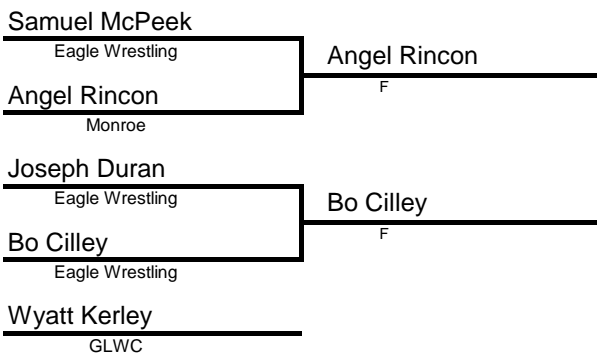 Samuel McPeek
Eagle Wrestling
Angel Rincon
F
Angel Rincon
Monroe
Joseph Duran
Eagle Wrestling
Bo Cilley
F
Bo Cilley
Eagle Wrestling
Wyatt Kerley
GLWC